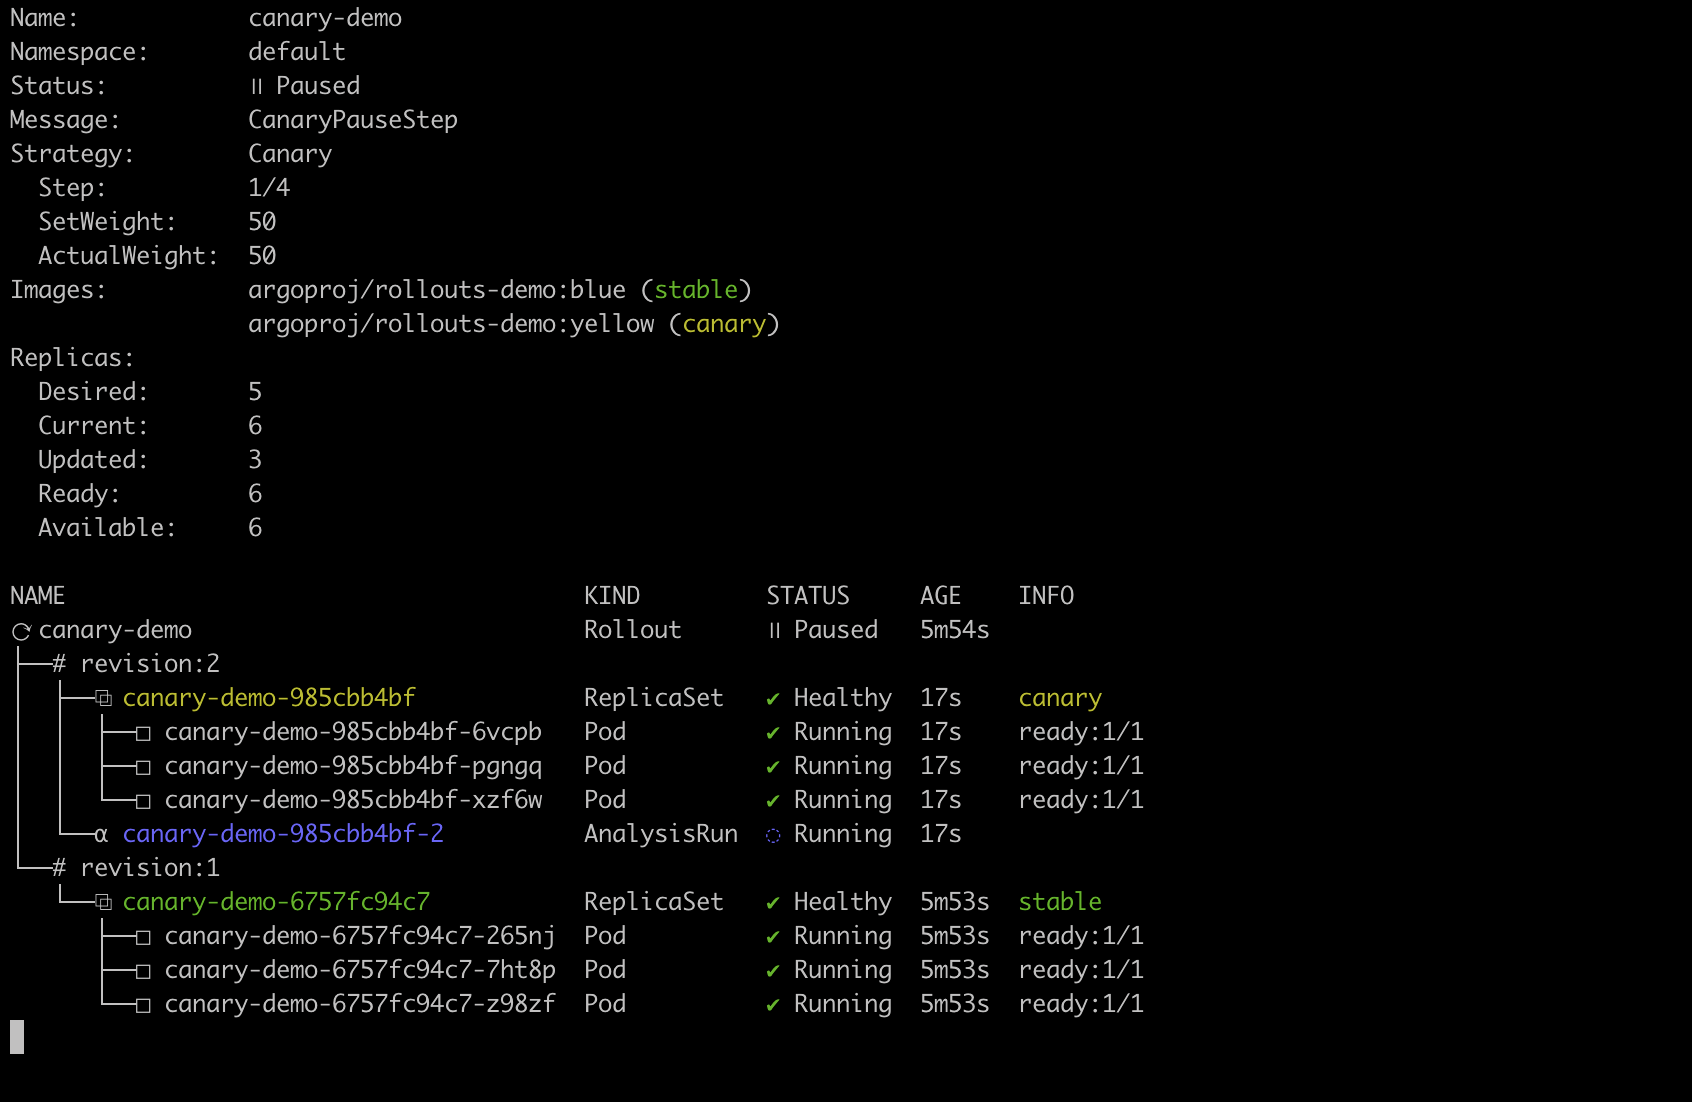 Name:            canary-demo
Namespace:       default
Status:          ॥ Paused
Message:         CanaryPauseStep
Strategy:        Canary
  Step:          1/4
  SetWeight:     50
  ActualWeight:  50
Images:          argoproj/rollouts-demo:blue (stable)
                 argoproj/rollouts-demo:yellow (canary)
Replicas:
  Desired:       5
  Current:       6
  Updated:       3
  Ready:         6
  Available:     6

NAME                                     KIND         STATUS     AGE    INFO
⟳ canary-demo                            Rollout      ॥ Paused   5m54s
├──# revision:2
│  ├──⧉ canary-demo-985cbb4bf            ReplicaSet   ✔ Healthy  17s    canary
│  │  ├──□ canary-demo-985cbb4bf-6vcpb   Pod          ✔ Running  17s    ready:1/1
│  │  ├──□ canary-demo-985cbb4bf-pgngq   Pod          ✔ Running  17s    ready:1/1
│  │  └──□ canary-demo-985cbb4bf-xzf6w   Pod          ✔ Running  17s    ready:1/1
│  └──α canary-demo-985cbb4bf-2          AnalysisRun  ◌ Running  17s
└──# revision:1
   └──⧉ canary-demo-6757fc94c7           ReplicaSet   ✔ Healthy  5m53s  stable
      ├──□ canary-demo-6757fc94c7-265nj  Pod          ✔ Running  5m53s  ready:1/1
      ├──□ canary-demo-6757fc94c7-7ht8p  Pod          ✔ Running  5m53s  ready:1/1
      └──□ canary-demo-6757fc94c7-z98zf  Pod          ✔ Running  5m53s  ready:1/1